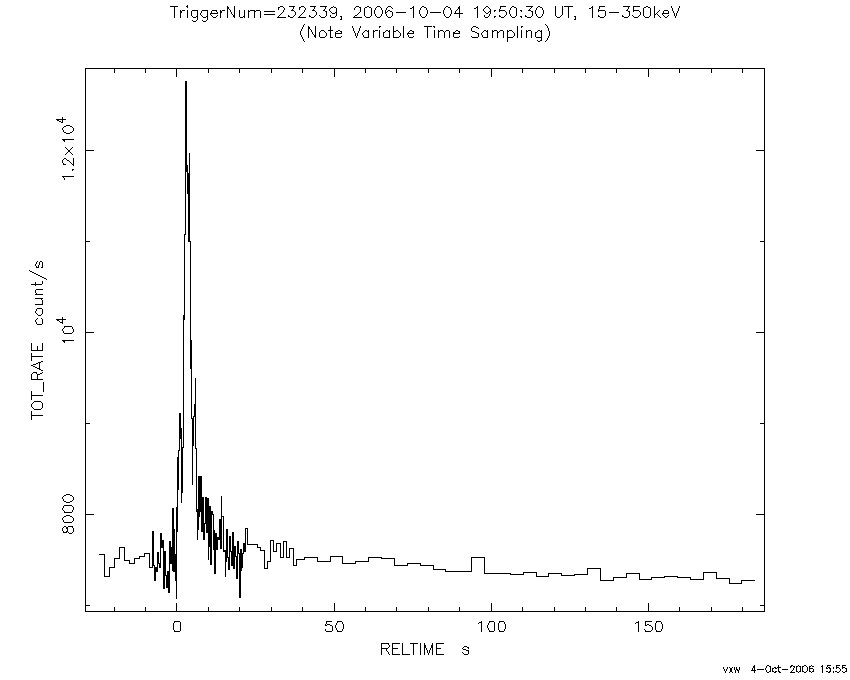 TriggerNum=232339, 2006-10-04 19:50:30 UT, 15-350keV
(Note Variable Time Sampling)
TOT_RATE count/s
1.2×10⁴
10⁴
8000
0 50 100 150
RELTIME s
vxw 4-Oct-2006 15:55